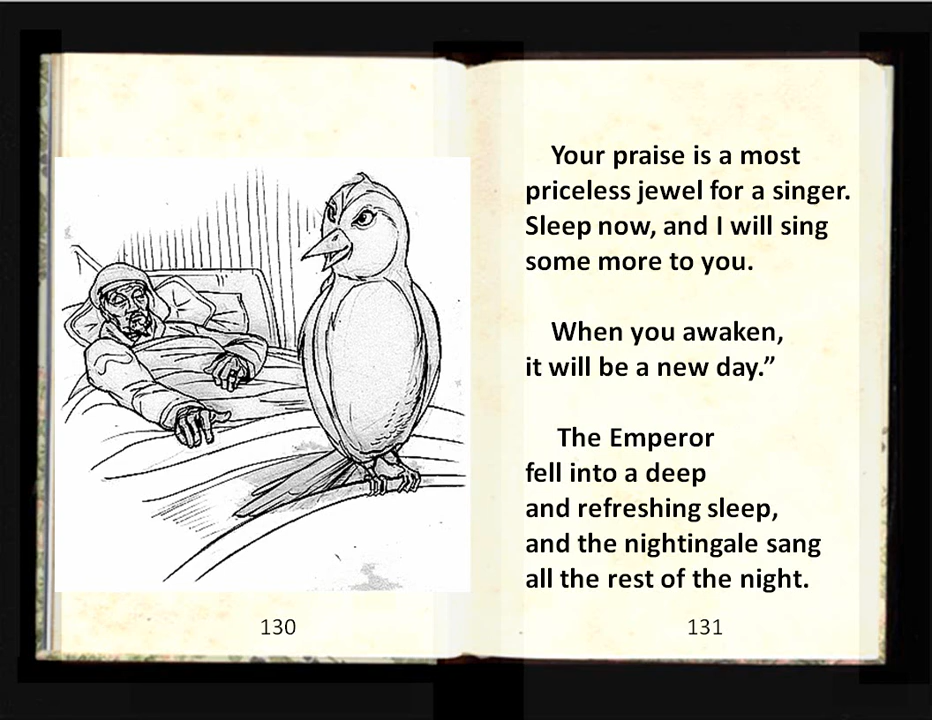 Your praise is a most
priceless jewel for a singer.
Sleep now, and I will sing
some more to you.
When you awaken,
it will be a new day.”
The Emperor
fell into a deep
and refreshing sleep,
and the nightingale sang
all the rest of the night.
130
131